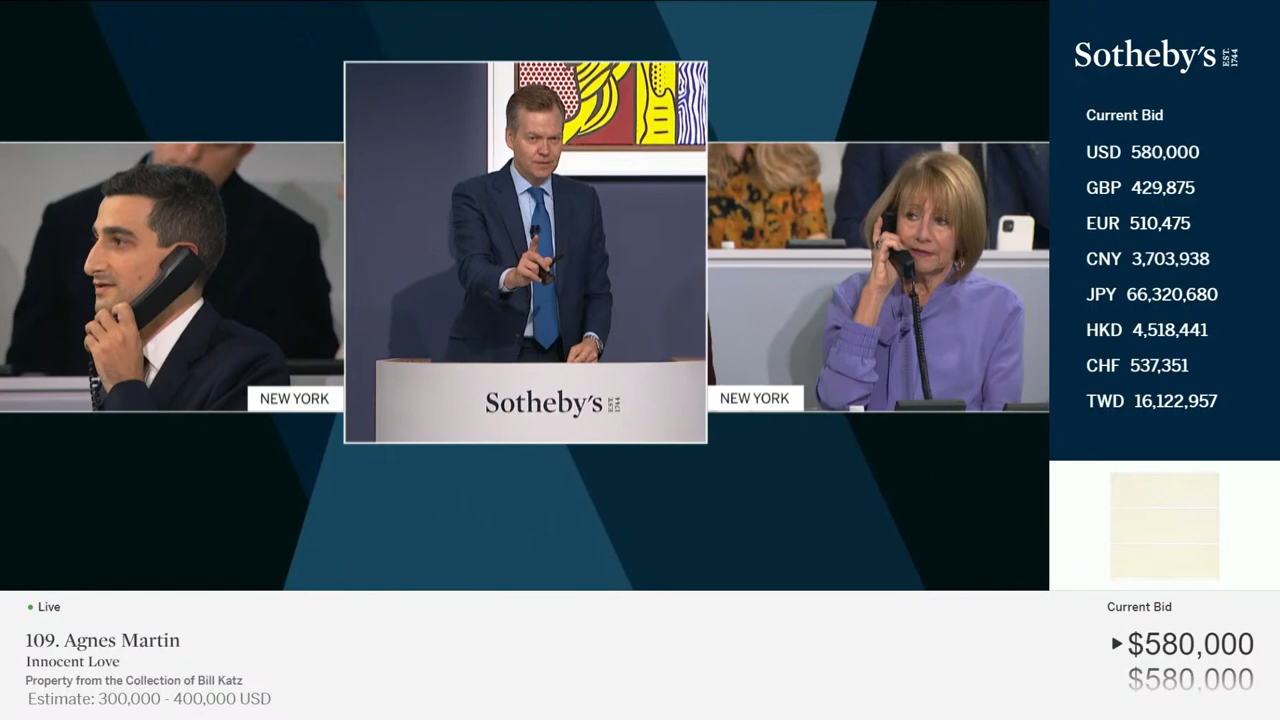 Sotheby's EST. 1744
Current Bid
USD 580,000
GBP 429,875
EUR 510,475
CNY 3,703,938
JPY 66,320,680
HKD 4,518,441
CHF 537,351
TWD 16,122,957
NEW YORK
Sotheby's EST. 1744
NEW YORK
Live
109. Agnes Martin
Innocent Love
Property from the Collection of Bill Katz
Estimate: 300,000 - 400,000 USD
Current Bid
$580,000
$580,000